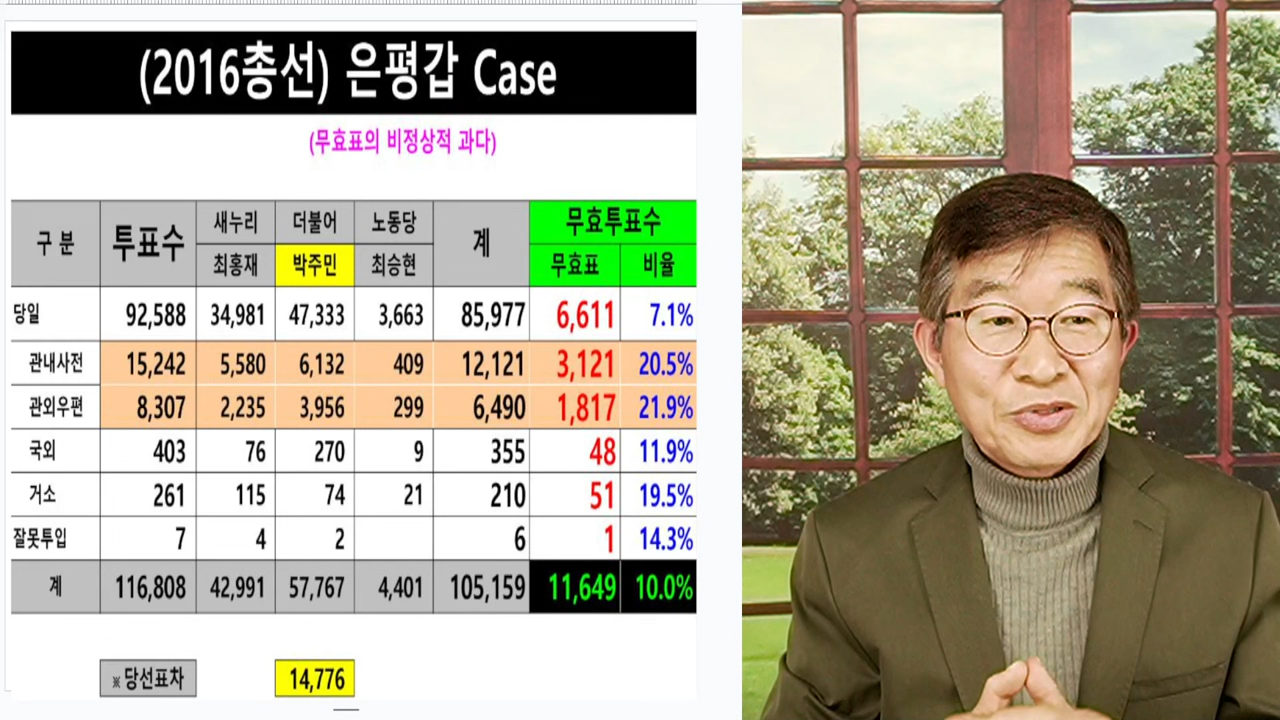 (2016총선) 은평갑 Case
(무효표의 비정상적 과다)
구 분 투표수 새누리 더불어 노동당 계 무효투표수
최홍재 박주민 최승현 무효표 비율
당일 92,588 34,981 47,333 3,663 85,977 6,611 7.1%
관내사전 15,242 5,580 6,132 409 12,121 3,121 20.5%
관외우편 8,307 2,235 3,956 299 6,490 1,817 21.9%
국외 403 76 270 9 355 48 11.9%
거소 261 115 74 21 210 51 19.5%
잘못투입 7 4 2 6 1 14.3%
계 116,808 42,991 57,767 4,401 105,159 11,649 10.0%
※ 당선표차 14,776